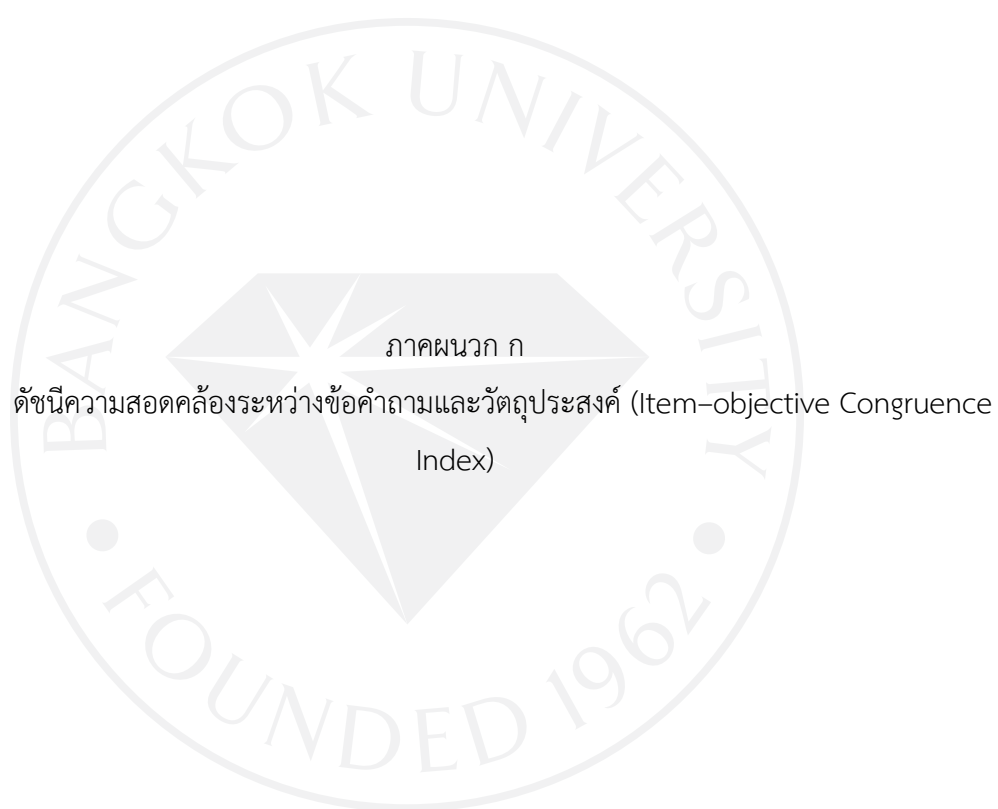 BANGKOK UNIVERSITY
ภาคผนวก ก
ดัชนีความสอดคล้องระหว่างข้อคำถามและวัตถุประสงค์ (Item–objective Congruence
Index)
FOUNDED 1962